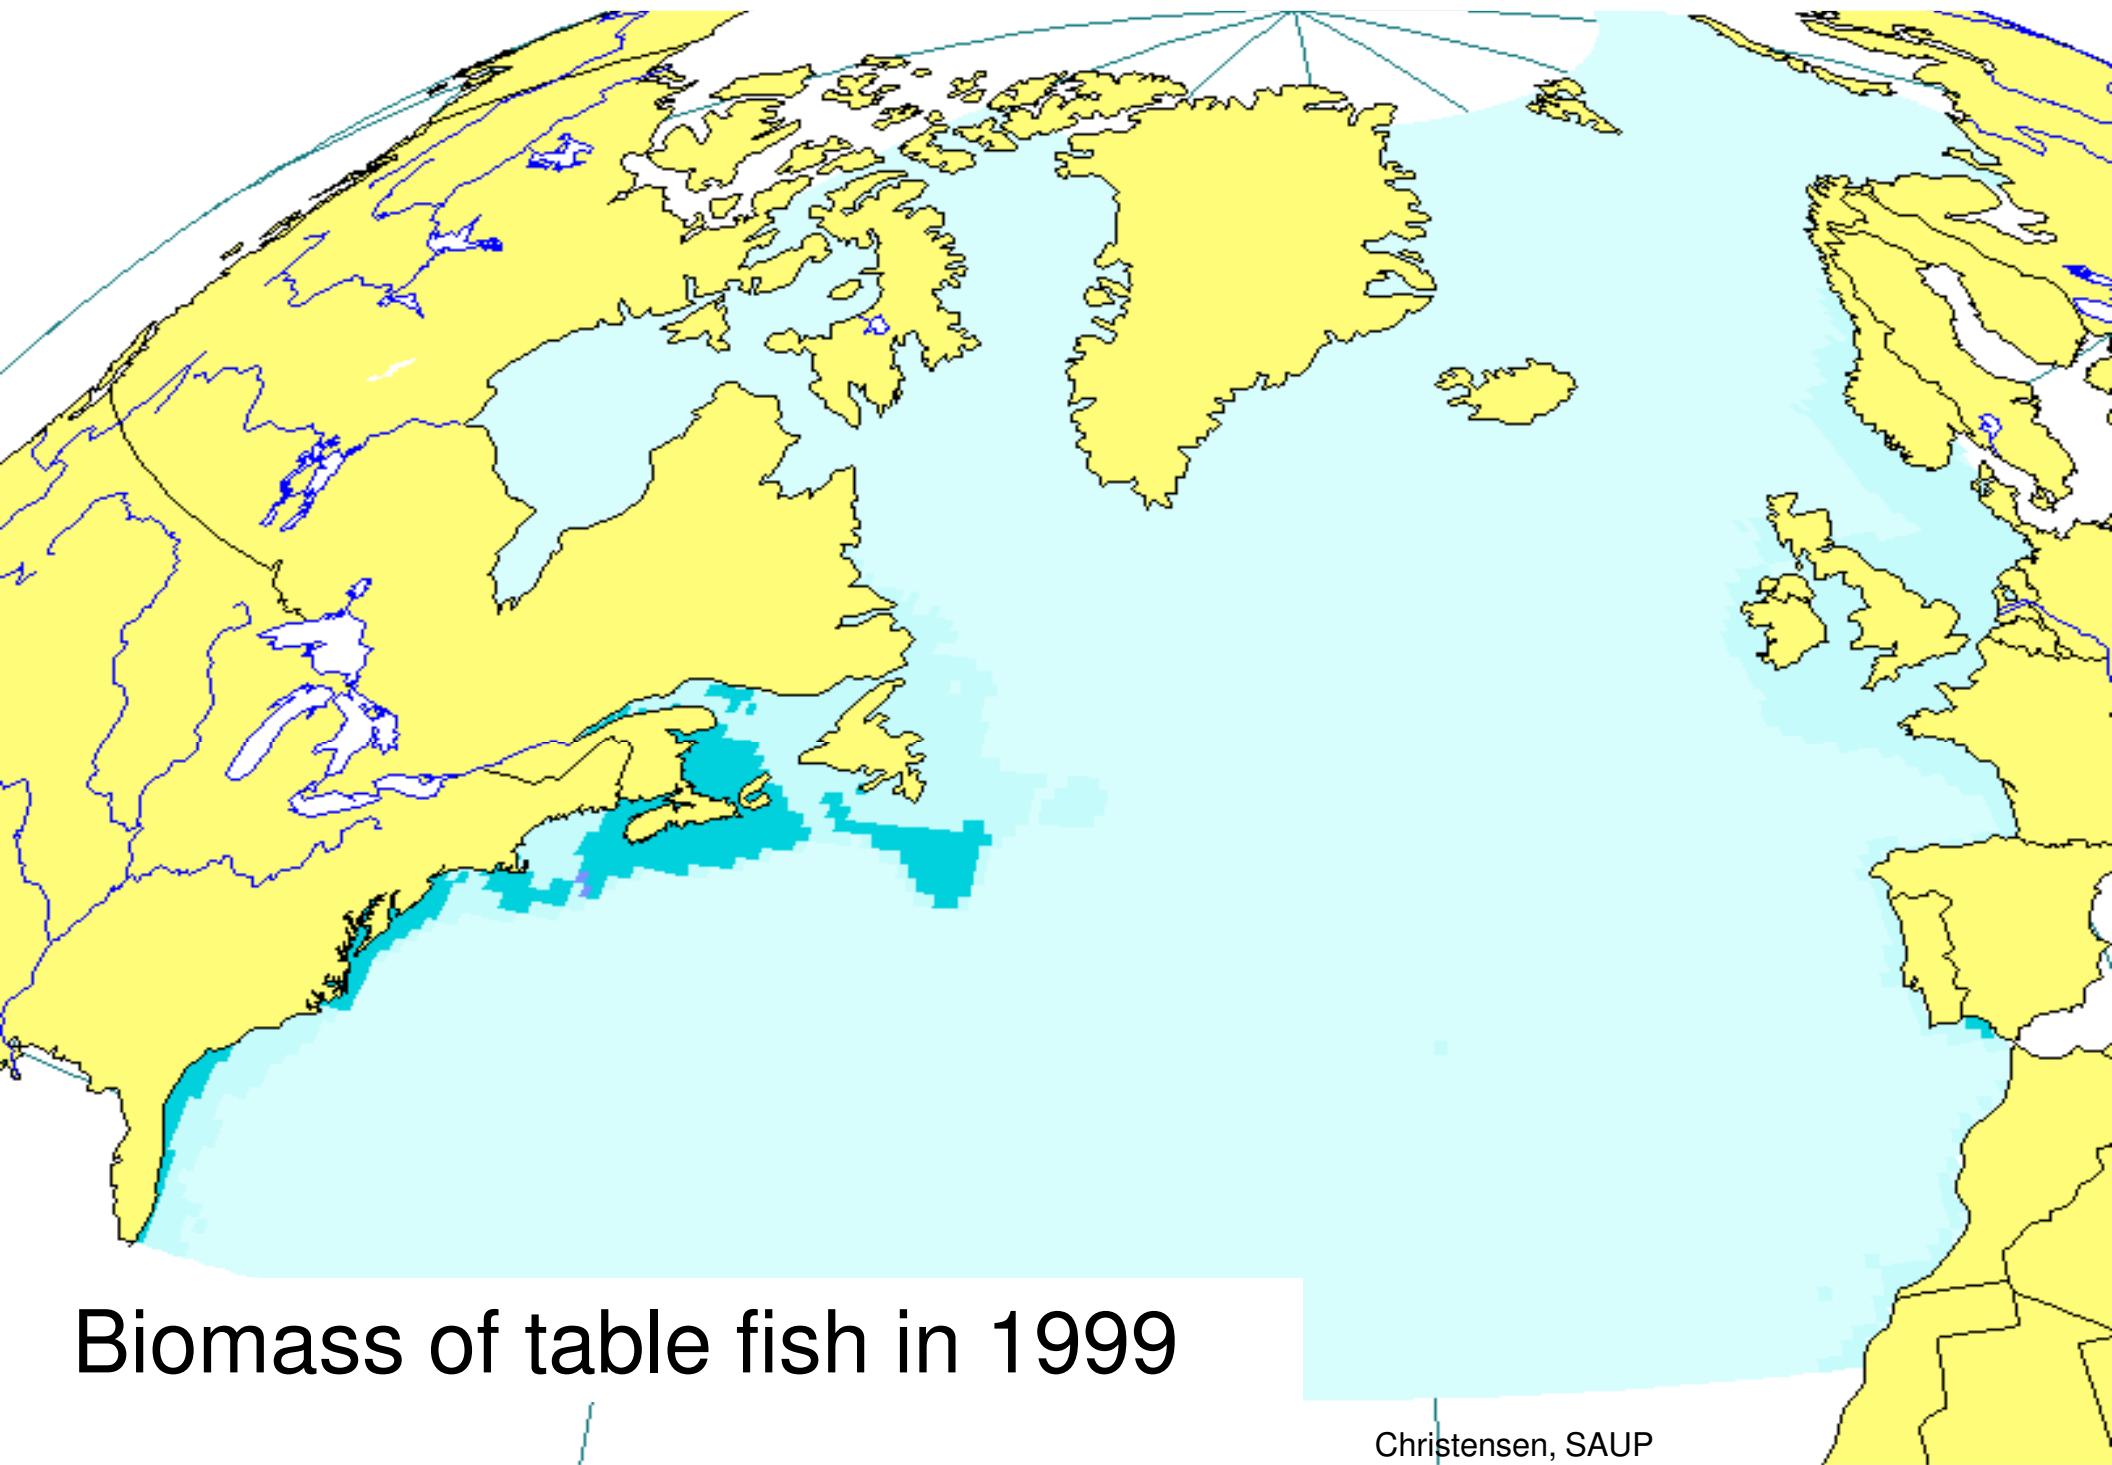 Biomass of table fish in 1999
Christensen, SAUP